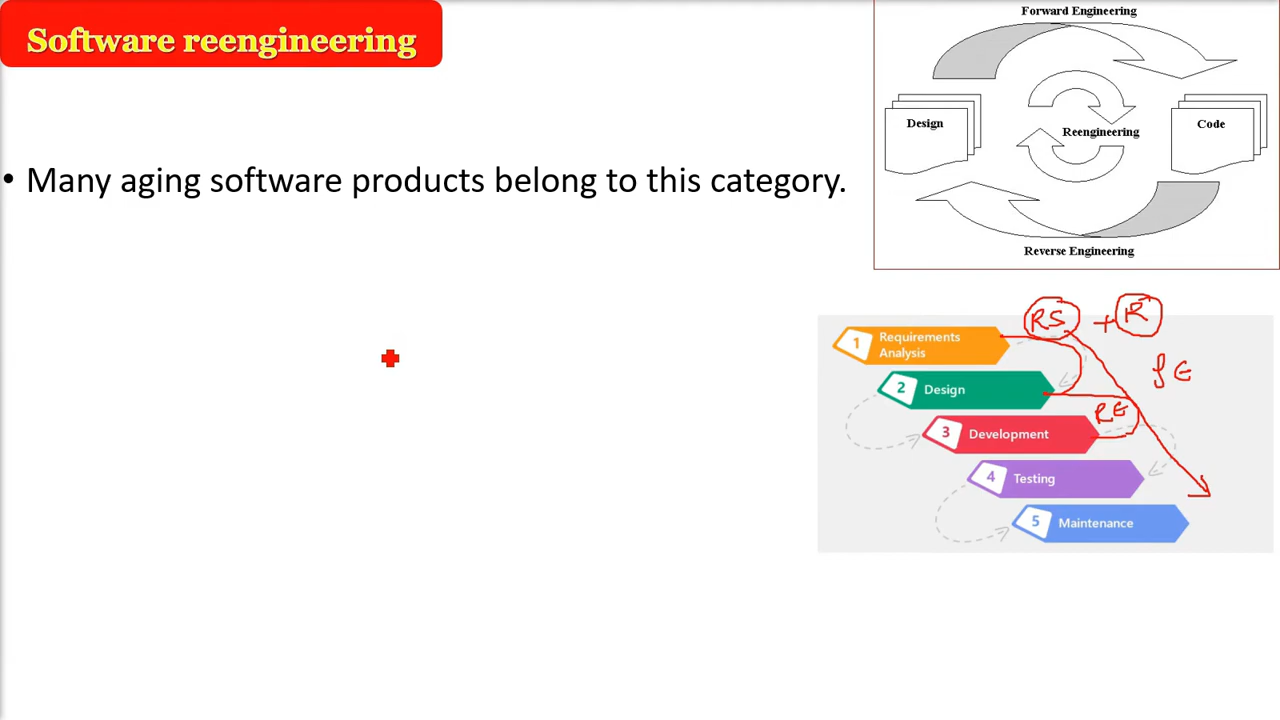 Software reengineering
• Many aging software products belong to this category.
Forward Engineering
Design
Reengineering
Code
Reverse Engineering
RS + R
1 Requirements Analysis
2 Design
RE
3 Development
4 Testing
5 Maintenance